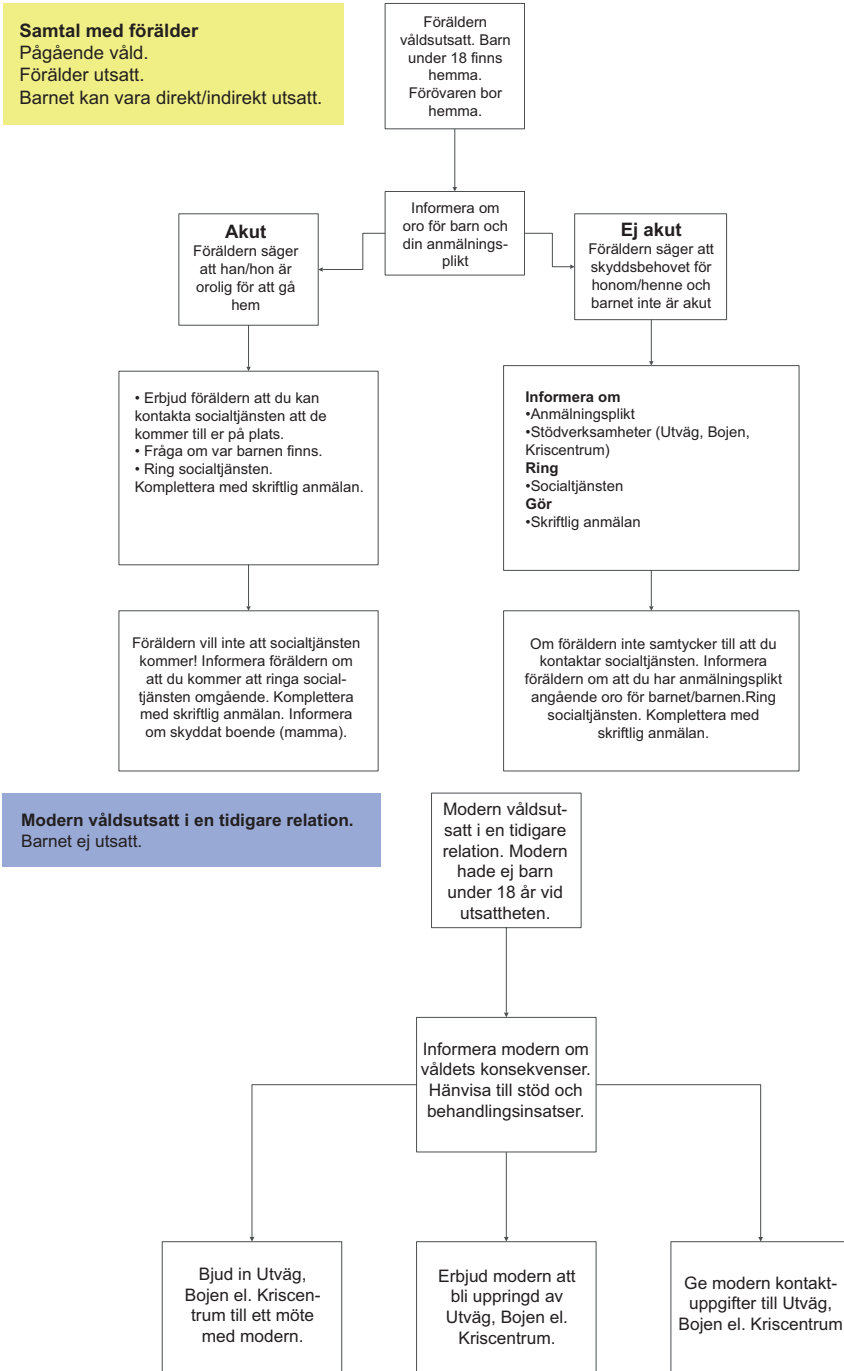 Samtal med förälder
Pågående våld.
Förälder utsatt.
Barnet kan vara direkt/indirekt utsatt.
Föräldern
våldsutsatt. Barn
under 18 finns
hemma.
Förövaren bor
hemma.
Informera om
oro för barn och
din anmälnings-
plikt
Akut
Föräldern säger
att han/hon är
orolig för att gå
hem
Ej akut
Föräldern säger att
skyddsbehovet för
honom/henne och
barnet inte är akut
• Erbjud föräldern att du kan
kontakta socialtjänsten att de
kommer till er på plats.
• Fråga om var barnen finns.
• Ring socialtjänsten.
Komplettera med skriftlig anmälan.
Informera om
•Anmälningsplikt
•Stödverksamheter (Utväg, Bojen,
Kriscentrum)
Ring
•Socialtjänsten
Gör
•Skriftlig anmälan
Föräldern vill inte att socialtjänsten
kommer! Informera föräldern om
att du kommer att ringa social-
tjänsten omgående. Komplettera
med skriftlig anmälan. Informera
om skyddat boende (mamma).
Om föräldern inte samtycker till att du
kontaktar socialtjänsten. Informera
föräldern om att du har anmälningsplikt
angående oro för barnet/barnen.Ring
socialtjänsten. Komplettera med
skriftlig anmälan.
Modern våldsutsatt i en tidigare relation.
Barnet ej utsatt.
Modern våldsut-
satt i en tidigare
relation. Modern
hade ej barn
under 18 år vid
utsattheten.
Informera modern om
våldets konsekvenser.
Hänvisa till stöd och
behandlingsinsatser.
Bjud in Utväg,
Bojen el. Kriscen-
trum till ett möte
med modern.
Erbjud modern att
bli uppringd av
Utväg, Bojen el.
Kriscentrum.
Ge modern kontakt-
uppgifter till Utväg,
Bojen el. Kriscentrum